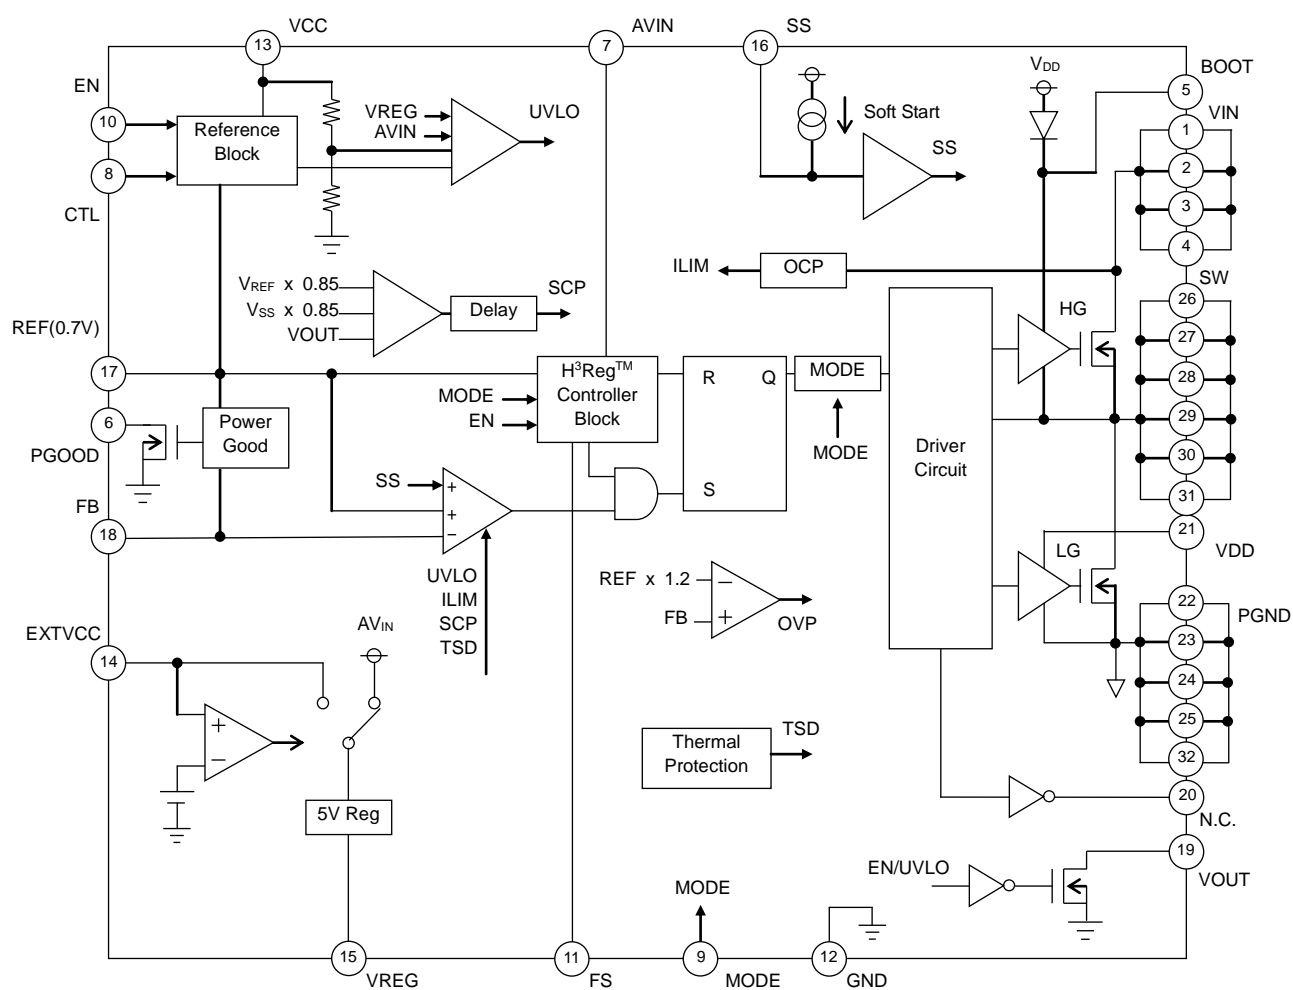 VCC
AVIN
SS
13
7
16
EN
10
8
CTL
Reference
Block
VREG
AVIN
UVLO
Soft Start
SS
VDD
BOOT
5
VIN
1
2
3
4
ILIM
OCP
SW
26
27
28
29
30
31
HG
VREF x 0.85
VSS x 0.85
VOUT
Delay
SCP
REF(0.7V)
17
6
PGOOD
Power
Good
FB
18
MODE
EN
H³Reg™
Controller
Block
R
Q
S
MODE
MODE
Driver
Circuit
SS
+
+
−
UVLO
ILIM
SCP
TSD
REF x 1.2
−
FB
+
OVP
LG
21
VDD
22
PGND
23
24
25
32
EXTVCC
14
AVIN
+
−
5V Reg
Thermal
Protection
TSD
20
N.C.
19
VOUT
EN/UVLO
MODE
15
VREG
11
FS
9
MODE
12
GND